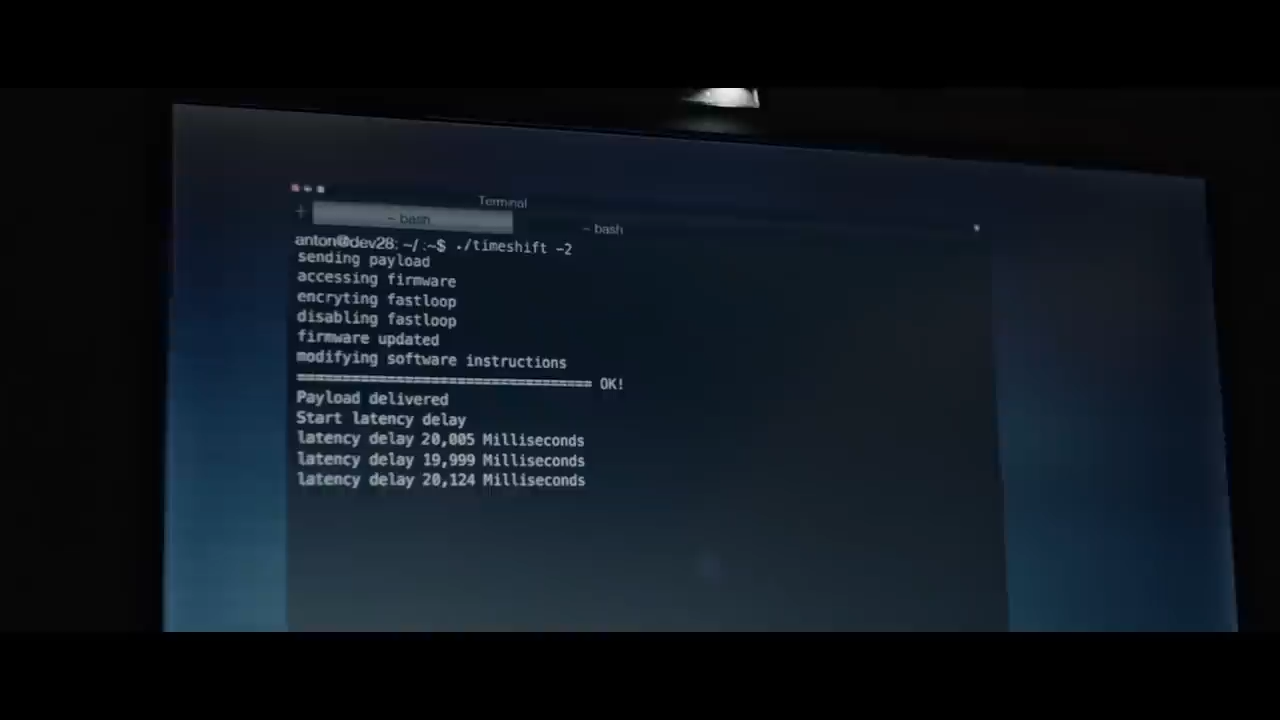 Terminal
+ ~ bash ~ bash
anton@dev28: ~/ :~$ ./timeshift -2
sending payload
accessing firmware
encryting fastloop
disabling fastloop
firmware updated
modifying software instructions
================================= OK!
Payload delivered
Start latency delay
latency delay 20,005 Milliseconds
latency delay 19,999 Milliseconds
latency delay 20,124 Milliseconds